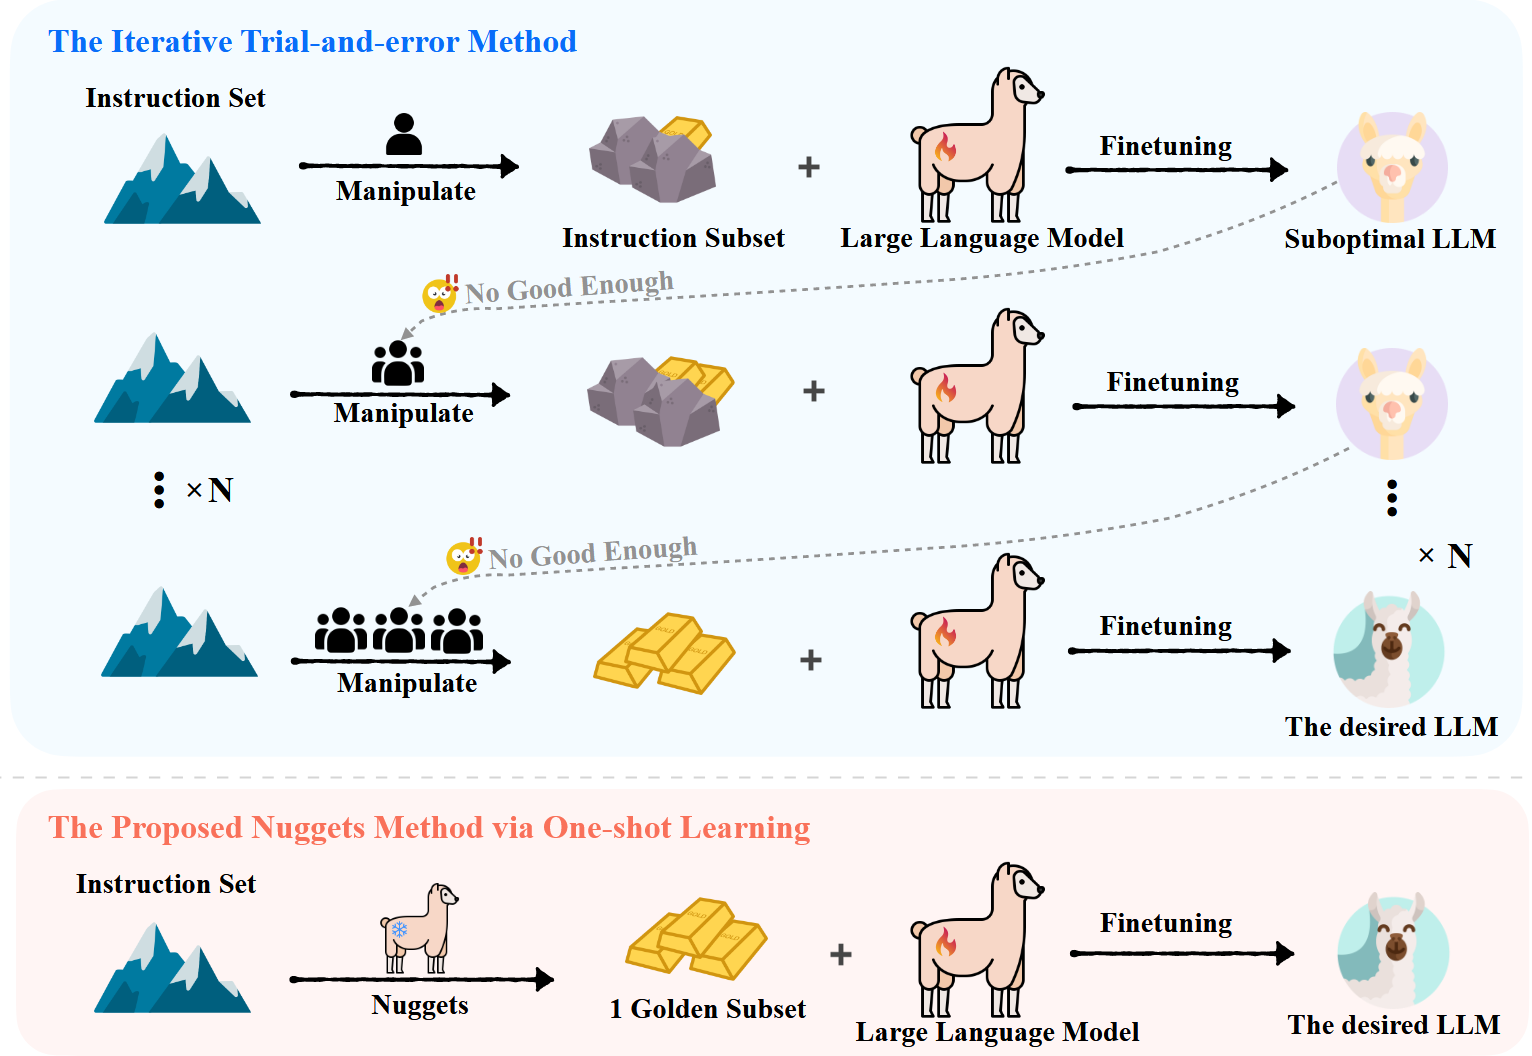 The Iterative Trial-and-error Method
Instruction Set
Manipulate
Instruction Subset
+
Large Language Model
Finetuning
Suboptimal LLM
!! No Good Enough
Manipulate
+
Finetuning
× N
× N
!! No Good Enough
Manipulate
+
Finetuning
The desired LLM
The Proposed Nuggets Method via One-shot Learning
Instruction Set
Nuggets
1 Golden Subset
+
Large Language Model
Finetuning
The desired LLM